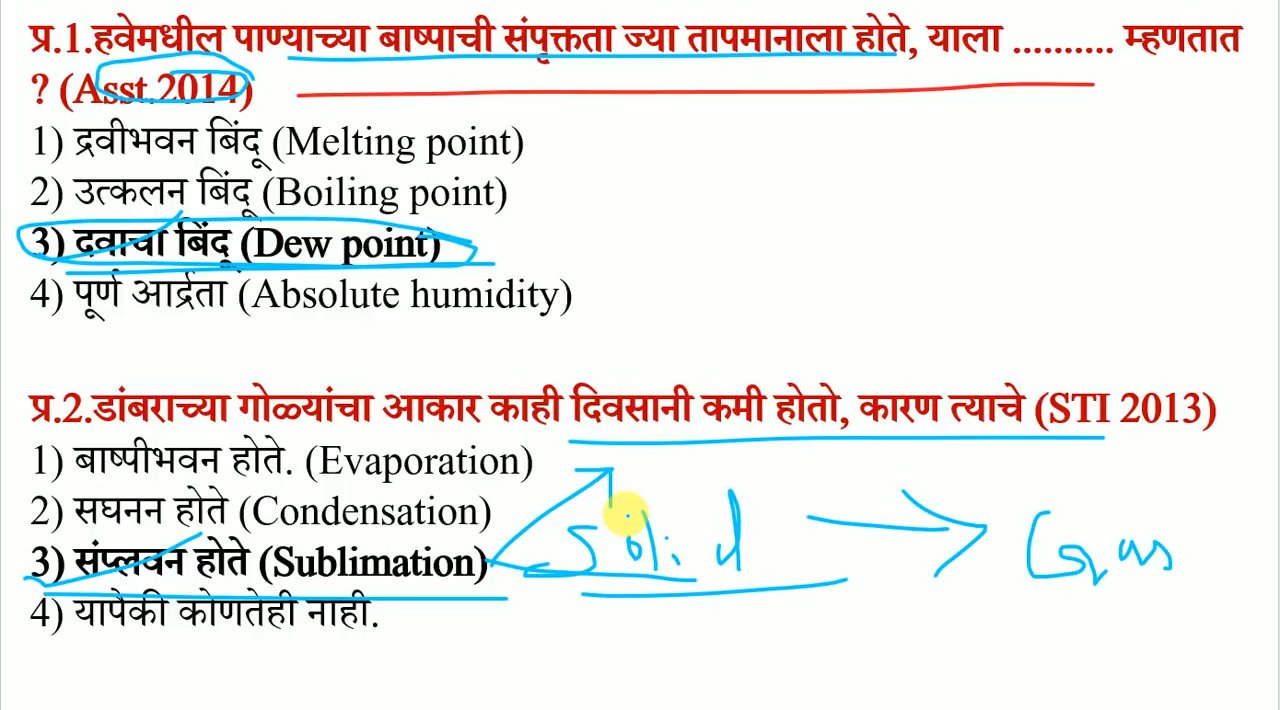 प्र.1.हवेमधील पाण्याच्या बाष्पाची संपृक्तता ज्या तापमानाला होते, याला .......... म्हणतात
? (Asst.2014)
1) द्रवीभवन बिंदू (Melting point)
2) उत्कलन बिंदू (Boiling point)
3) दवाचा बिंदू (Dew point)
4) पूर्ण आर्द्रता (Absolute humidity)
प्र.2.डांबराच्या गोळ्यांचा आकार काही दिवसानी कमी होतो, कारण त्याचे (STI 2013)
1) बाष्पीभवन होते. (Evaporation)
2) सघनन होते (Condensation)
3) संप्लवन होते (Sublimation)
Solid → Gas
4) यापैकी कोणतेही नाही.